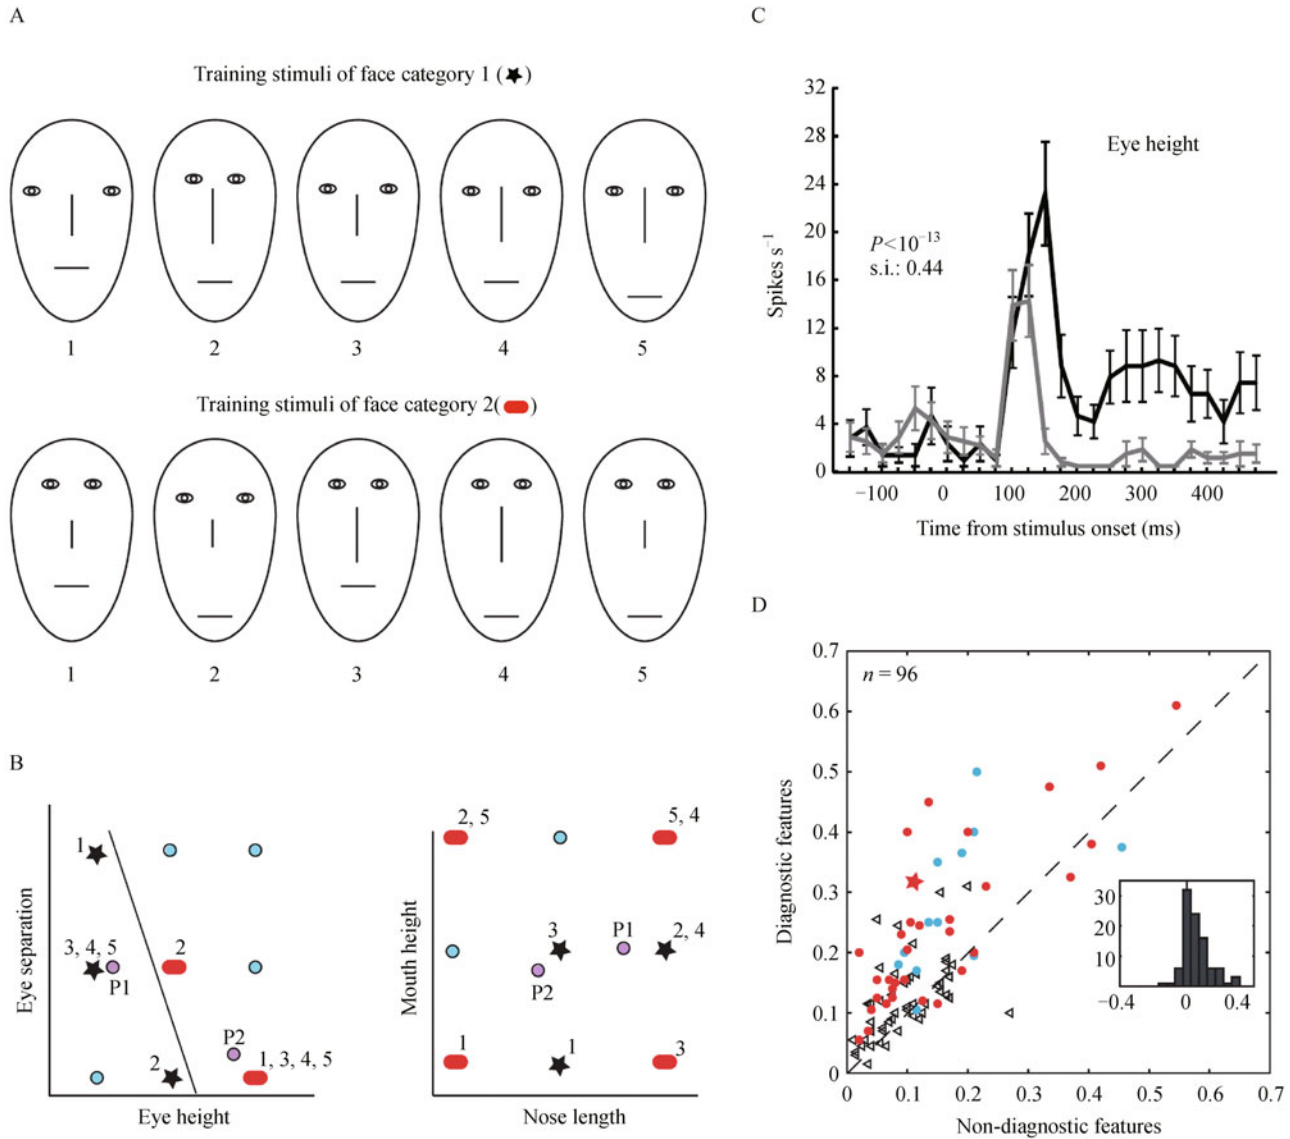 A
Training stimuli of face category 1 (★)
1 2 3 4 5
Training stimuli of face category 2( )
1 2 3 4 5
B
Eye separation
1
3, 4, 5
P1
2
2
P2
1, 3, 4, 5
Eye height
Mouth height
2, 5
5, 4
3
P1
2, 4
P2
1
1
3
Nose length
C
Spikes s⁻¹
32
28
24
20
16
12
8
4
0
Eye height
P<10⁻¹³
s.i.: 0.44
−100 0 100 200 300 400
Time from stimulus onset (ms)
D
Diagnostic features
0.7
0.6
0.5
0.4
0.3
0.2
0.1
0
n = 96
30
20
10
−0.4 0 0.4
0 0.1 0.2 0.3 0.4 0.5 0.6 0.7
Non-diagnostic features